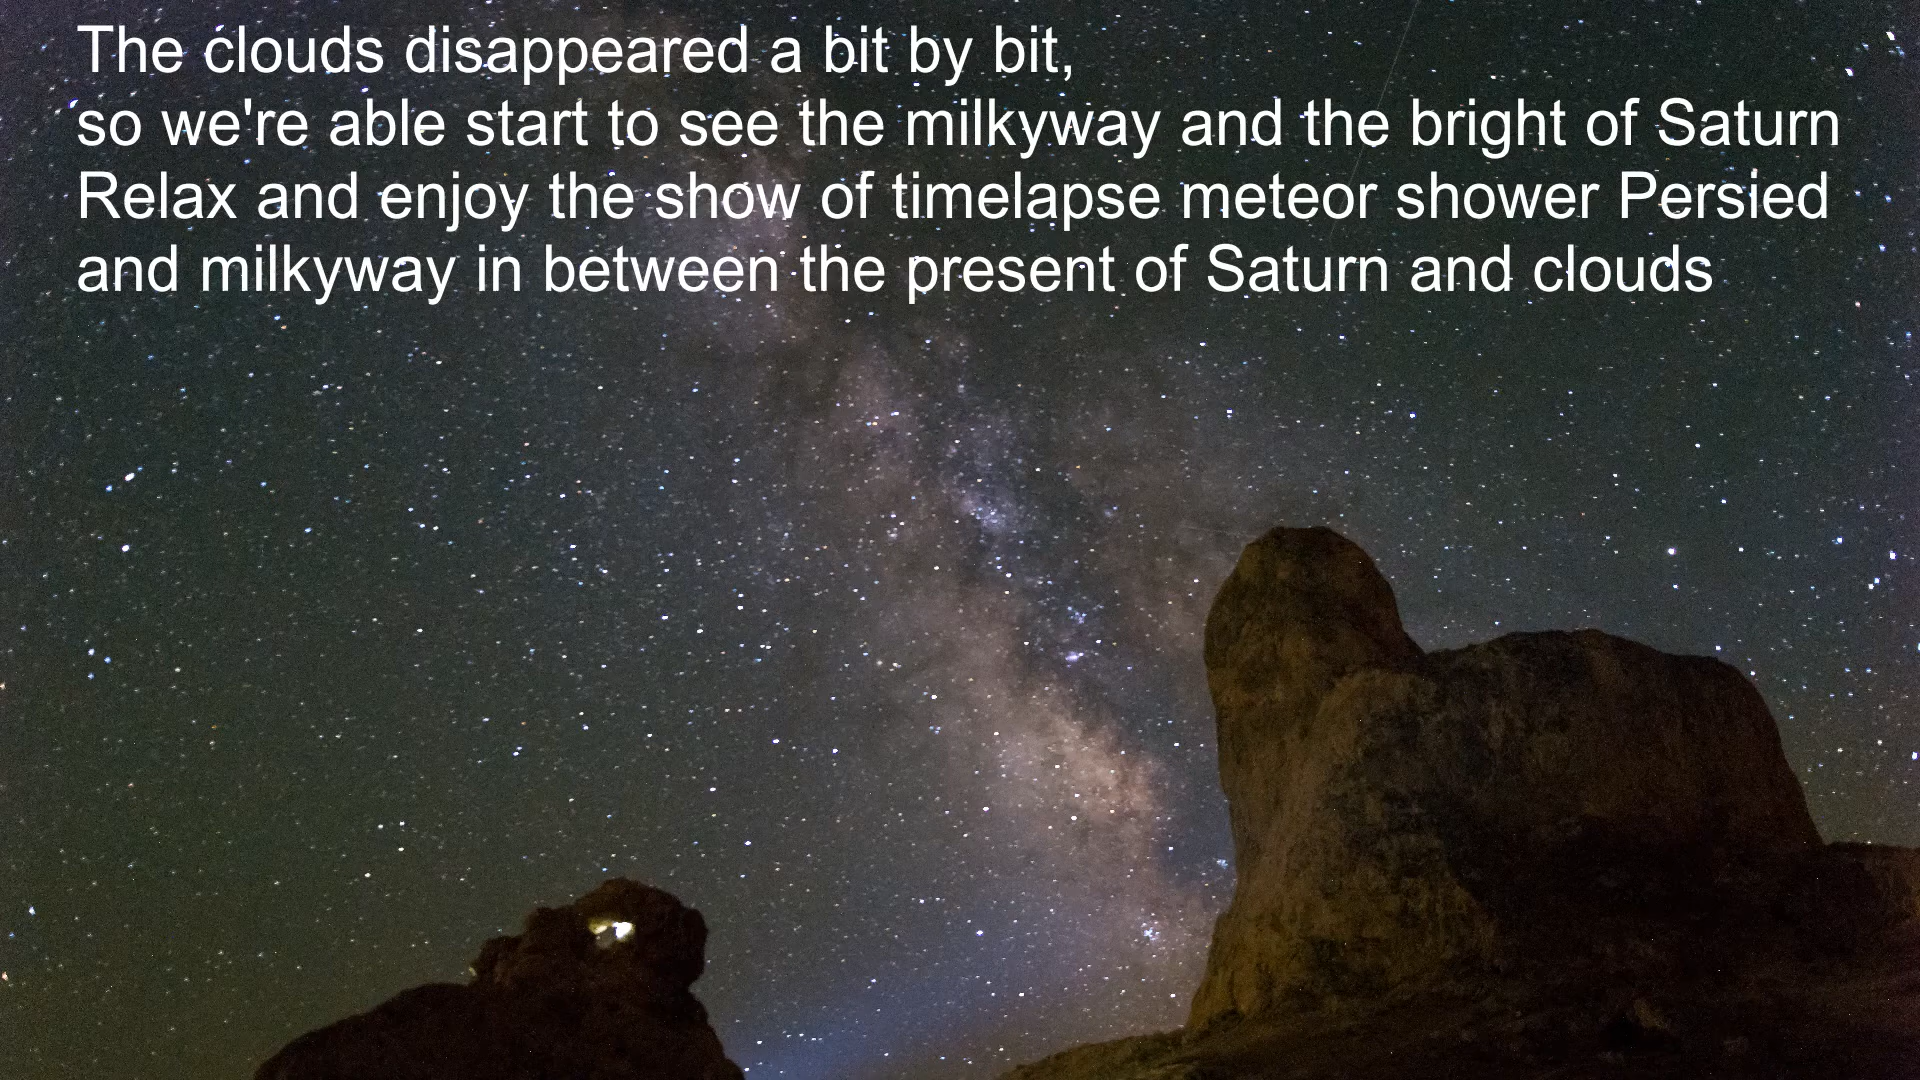 The clouds disappeared a bit by bit,
so we're able start to see the milkyway and the bright of Saturn
Relax and enjoy the show of timelapse meteor shower Persied
and milkyway in between the present of Saturn and clouds